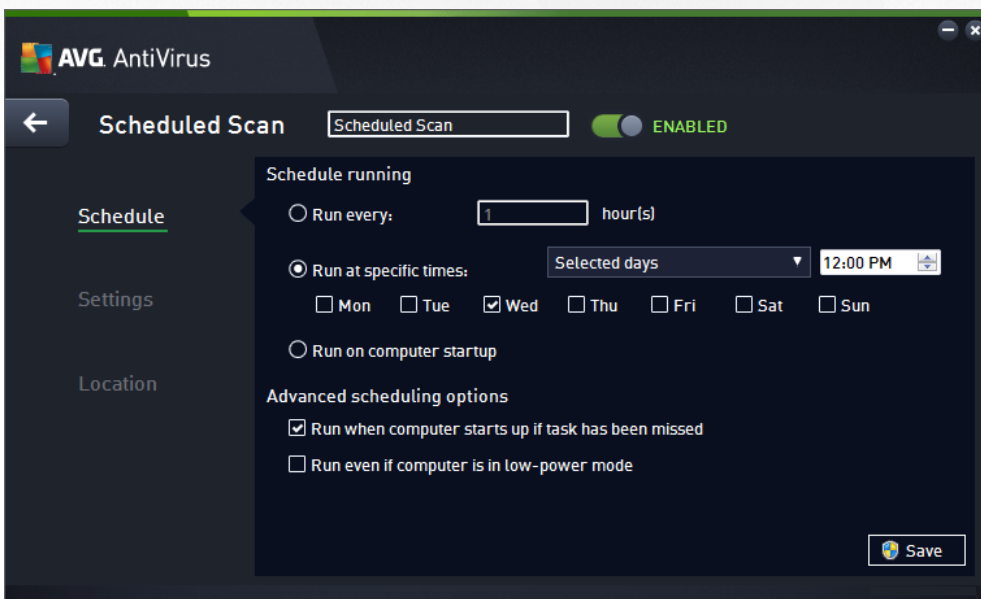 AVG. AntiVirus
Scheduled Scan Scheduled Scan ENABLED
Schedule
Settings
Location
Schedule running
Run every: 1 hour(s)
Run at specific times: Selected days 12:00 PM
Mon Tue Wed Thu Fri Sat Sun
Run on computer startup
Advanced scheduling options
Run when computer starts up if task has been missed
Run even if computer is in low-power mode
Save